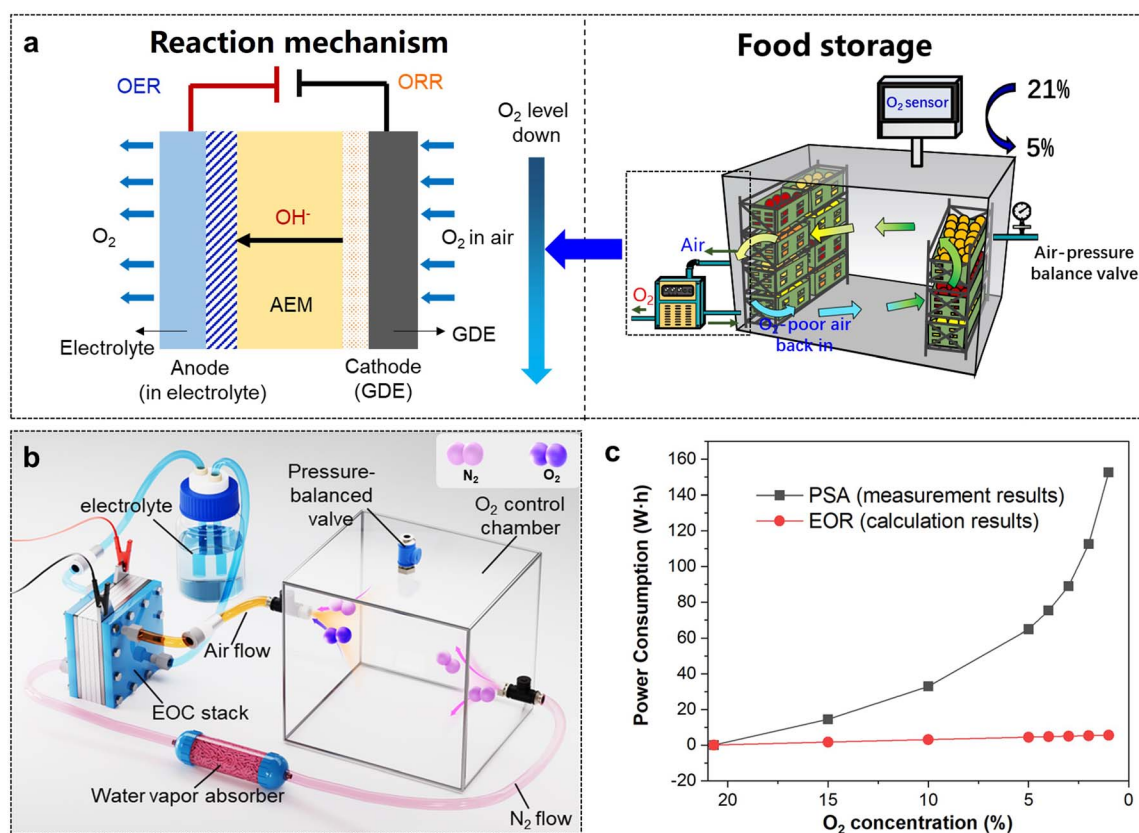 a
Reaction mechanism
OER
ORR
O₂ level
down
OH⁻
O₂
O₂ in air
AEM
Electrolyte
GDE
Anode
(in electrolyte)
Cathode
(GDE)
Food storage
O₂ sensor
21%
5%
Air
O₂
O₂-poor air
back in
Air-pressure
balance valve
b
N₂
O₂
electrolyte
Pressure-
balanced
valve
O₂ control
chamber
Air flow
EOC stack
Water vapor absorber
N₂ flow
c
Power Consumption (W·h)
160
140
120
100
80
60
40
20
0
-20
PSA (measurement results)
EOR (calculation results)
20
15
10
5
0
O₂ concentration (%)